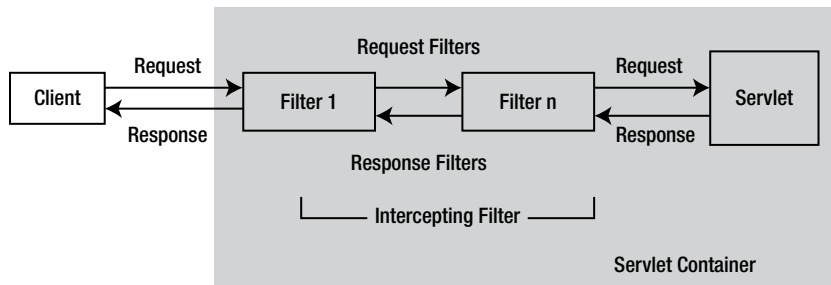 Request Filters
Request
Request
Client
Filter 1
Filter n
Servlet
Response
Response
Response Filters
Intercepting Filter
Servlet Container